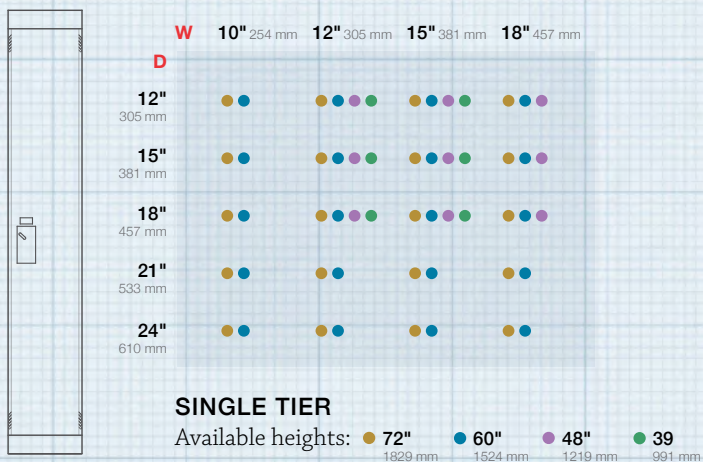 W 10" 254 mm 12" 305 mm 15" 381 mm 18" 457 mm
D
12"
305 mm
15"
381 mm
18"
457 mm
21"
533 mm
24"
610 mm
SINGLE TIER
Available heights: 72" 60" 48" 39
1829 mm 1524 mm 1219 mm 991 mm